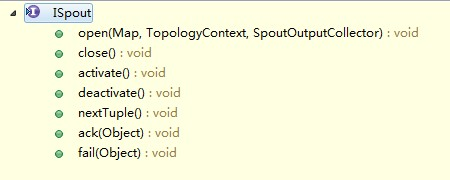 ISpout
open(Map, TopologyContext, SpoutOutputCollector) : void
close() : void
activate() : void
deactivate() : void
nextTuple() : void
ack(Object) : void
fail(Object) : void